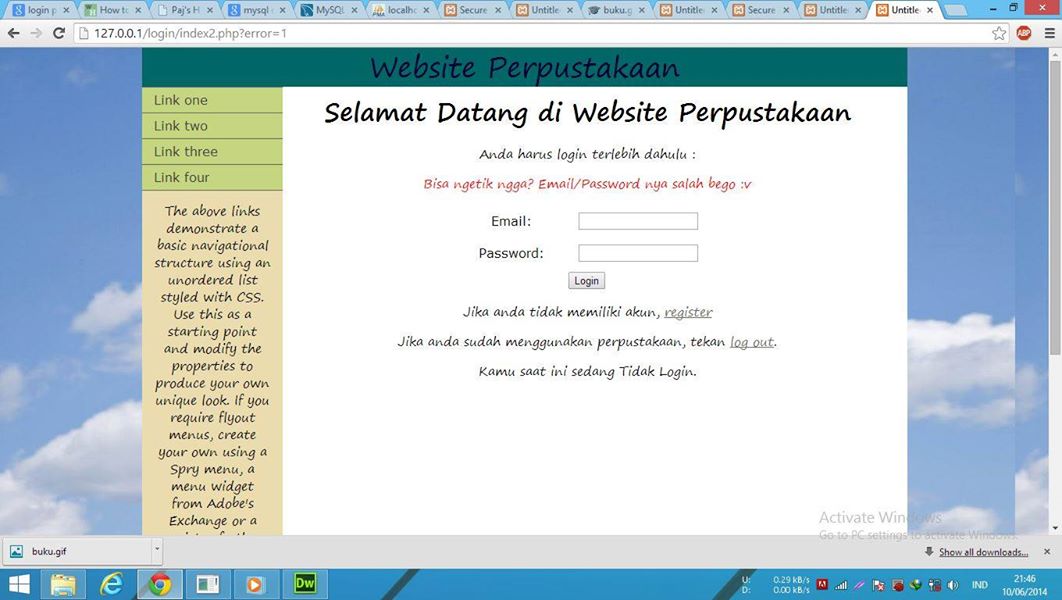 login p
How to
Paj's H
mysql
MySQL
localho
Secure
Untitle
buku.g
Untitle
Secure
Untitle
Untitle
127.0.0.1/login/index2.php?error=1
ABP
Website Perpustakaan
Link one
Link two
Link three
Link four
The above links
demonstrate a
basic navigational
structure using an
unordered list
styled with CSS.
Use this as a
starting point
and modify the
properties to
produce your own
unique look. If you
require flyout
menus, create
your own using a
Spry menu, a
menu widget
from Adobe's
Exchange or a
Selamat Datang di Website Perpustakaan
Anda harus login terlebih dahulu :
Bisa ngetik ngga? Email/Password nya salah bego :v
Email:
Password:
Login
Jika anda tidak memiliki akun, register
Jika anda sudah menggunakan perpustakaan, tekan log out.
Kamu saat ini sedang Tidak Login.
Activate Windows
Go to PC settings to activate Windows.
buku.gif
Show all downloads...
Dw
U: 0.29 kB/s
D: 0.00 kB/s
IND
21:46
10/06/2014